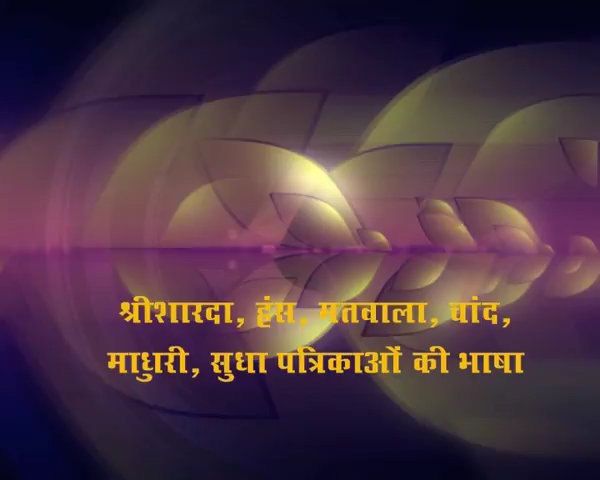 श्रीशारदा, हंस, मतवाला, चांद,
माधुरी, सुधा पत्रिकाओं की भाषा